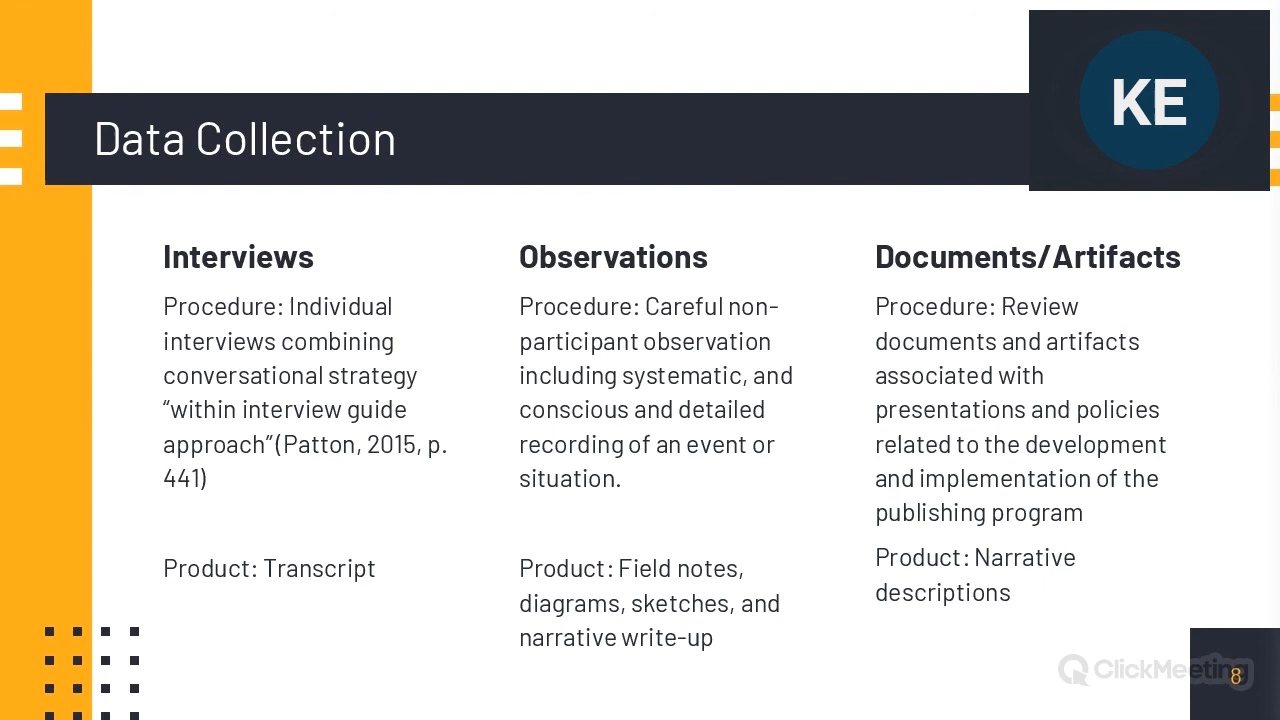 KE
Data Collection
Interviews
Procedure: Individual
interviews combining
conversational strategy
“within interview guide
approach” (Patton, 2015, p.
441)
Product: Transcript
Observations
Procedure: Careful non-
participant observation
including systematic, and
conscious and detailed
recording of an event or
situation.
Product: Field notes,
diagrams, sketches, and
narrative write-up
Documents/Artifacts
Procedure: Review
documents and artifacts
associated with
presentations and policies
related to the development
and implementation of the
publishing program
Product: Narrative
descriptions
ClickMeeting
8